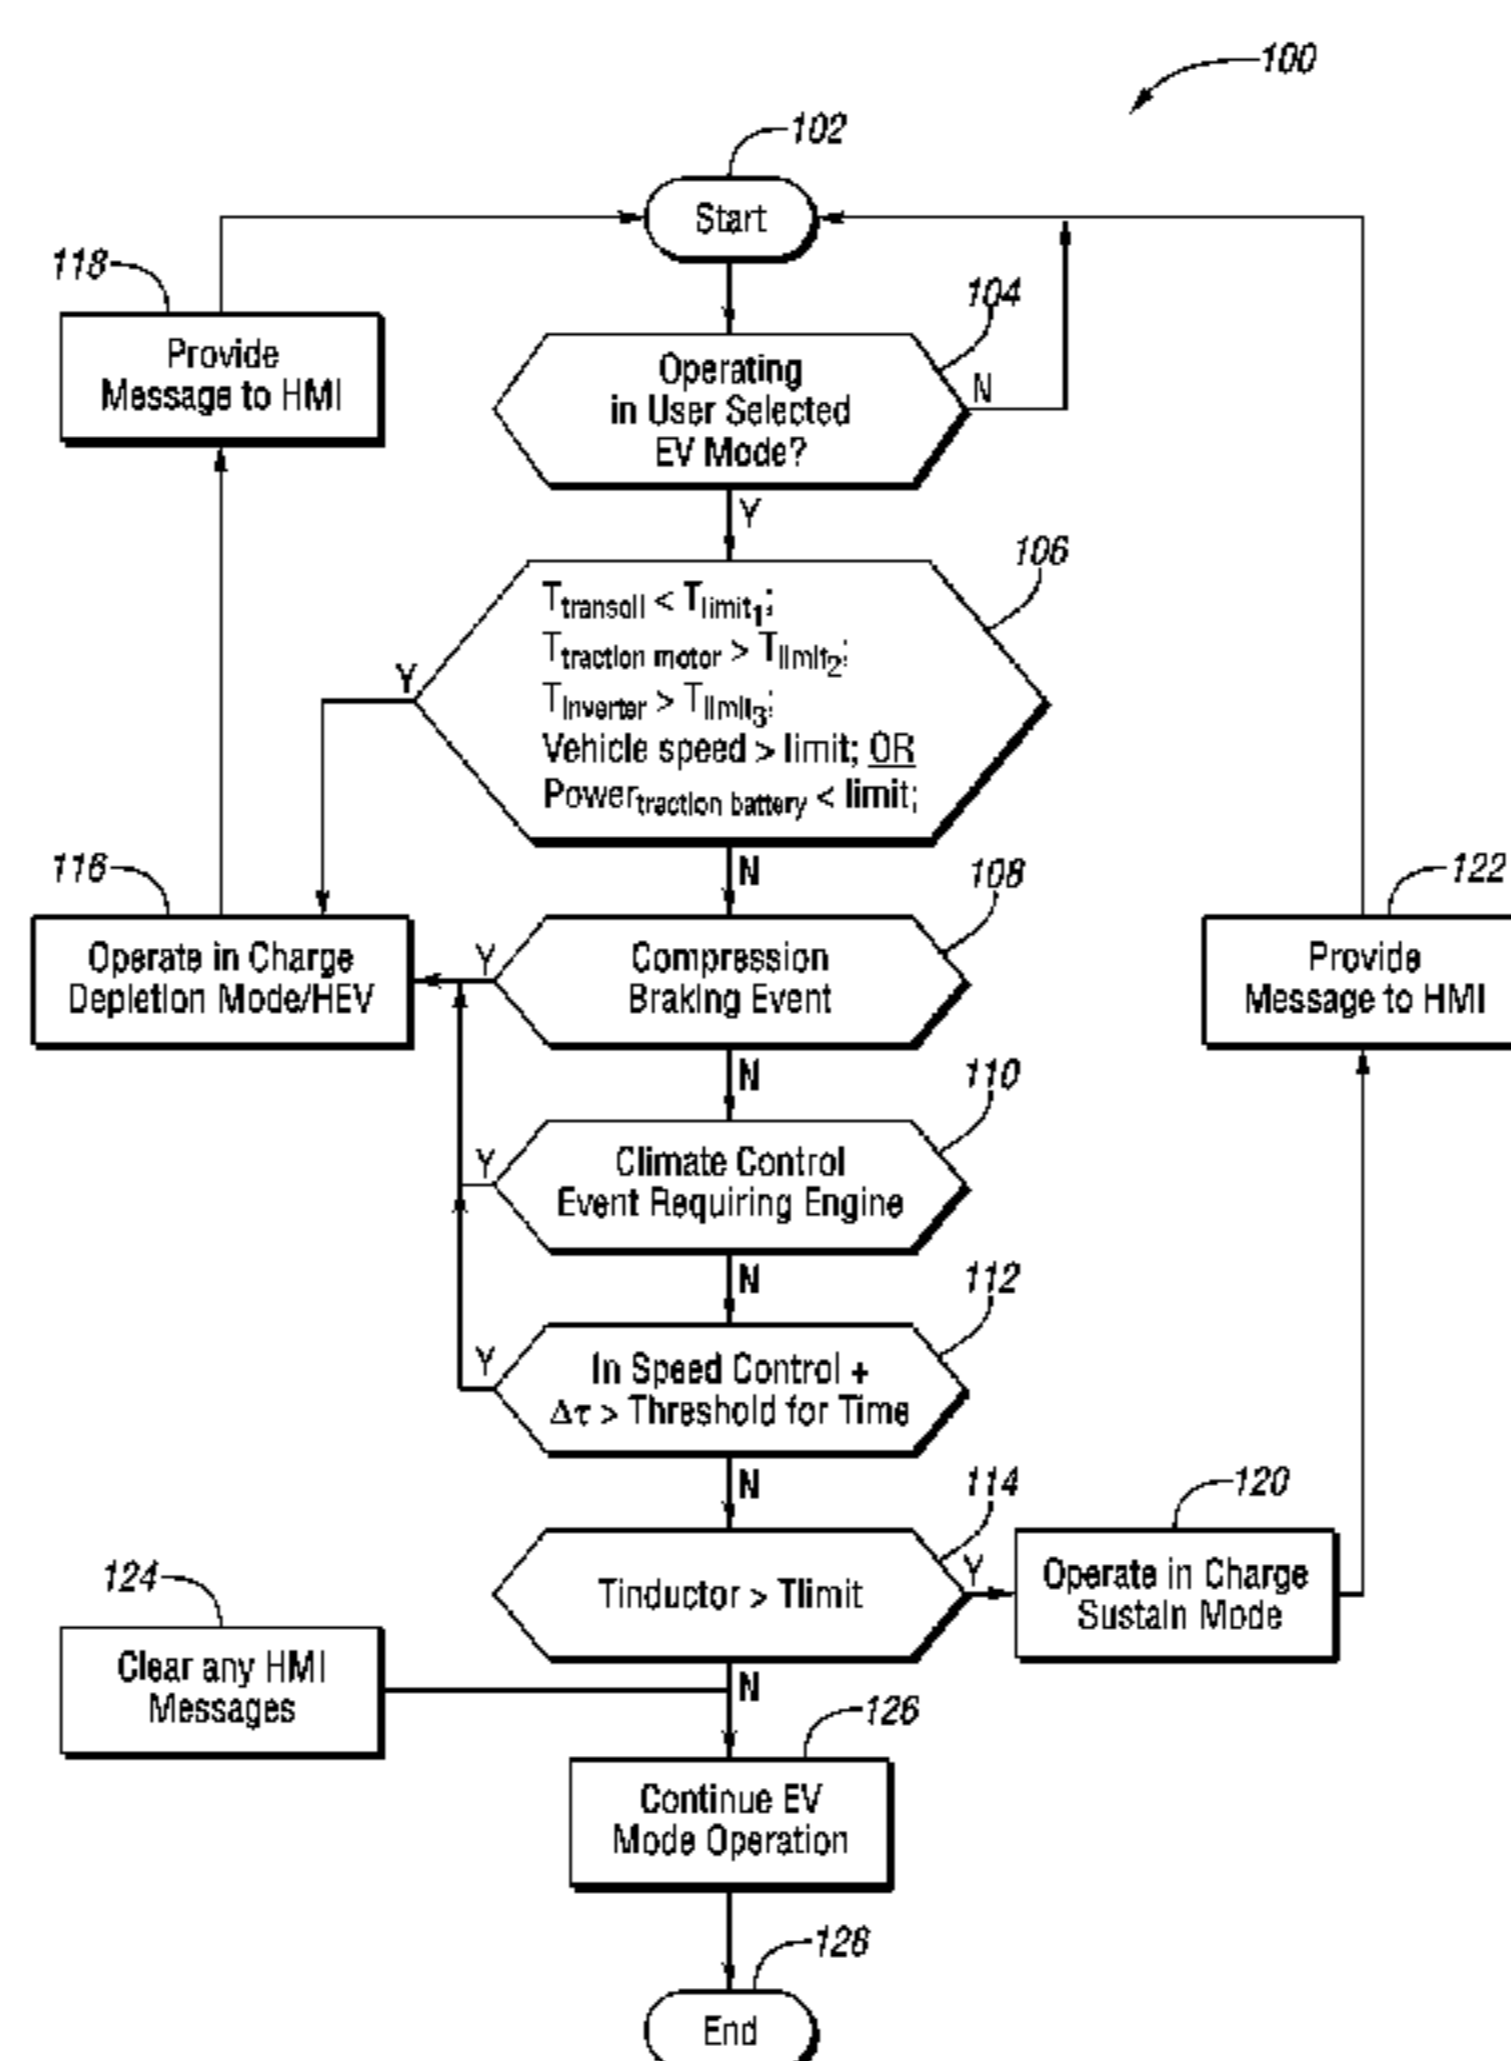 100
102
Start
118
Provide
Message to HMI
104
Operating
in User Selected
EV Mode?
N
Y
106
Ttransoil < Tlimit1;
Ttraction motor > Tlimit2;
Tinverter > Tlimit3;
Vehicle speed > limit; OR
Powertraction battery < limit;
Y
N
116
Operate in Charge
Depletion Mode/HEV
108
Compression
Braking Event
Y
N
122
Provide
Message to HMI
110
Climate Control
Event Requiring Engine
Y
N
112
In Speed Control +
Δτ > Threshold for Time
Y
N
114
Tinductor > Tlimit
Y
N
120
Operate in Charge
Sustain Mode
124
Clear any HMI
Messages
126
Continue EV
Mode Operation
128
End